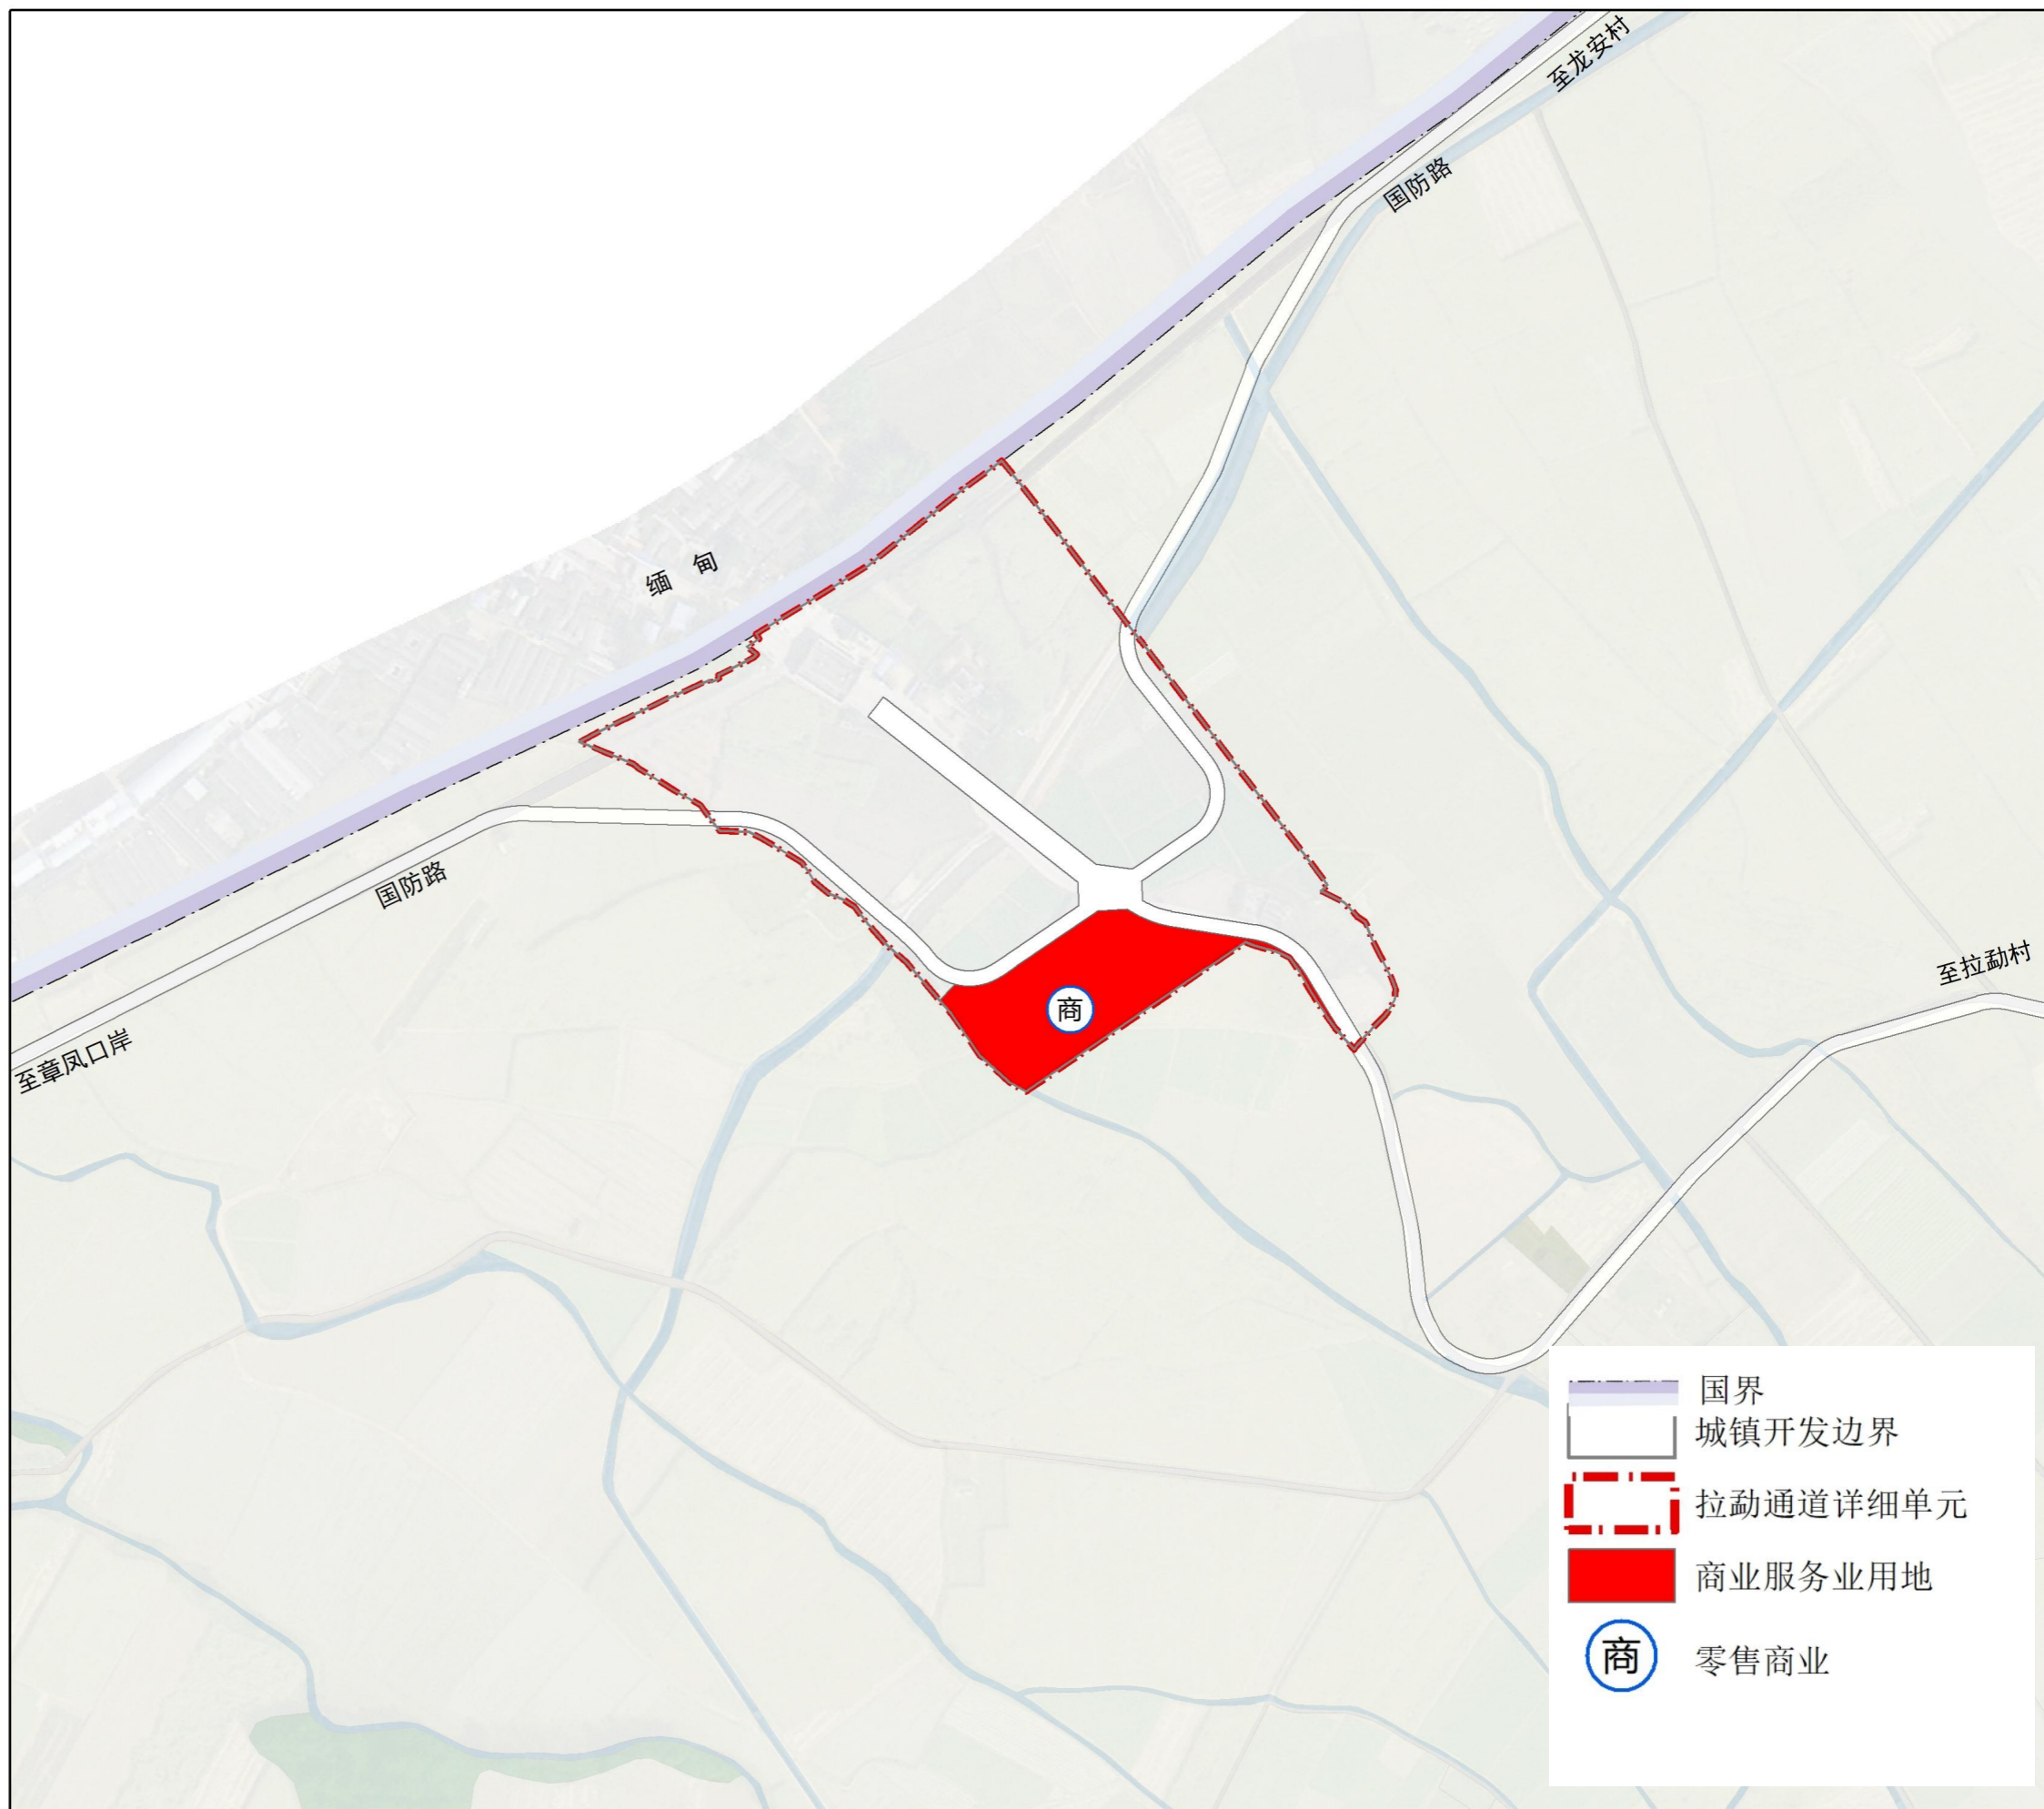 至龙安村
国防路
缅甸
国防路
至拉勐村
至章凤口岸
商
国界
城镇开发边界
拉勐通道详细单元
商业服务业用地
商 零售商业